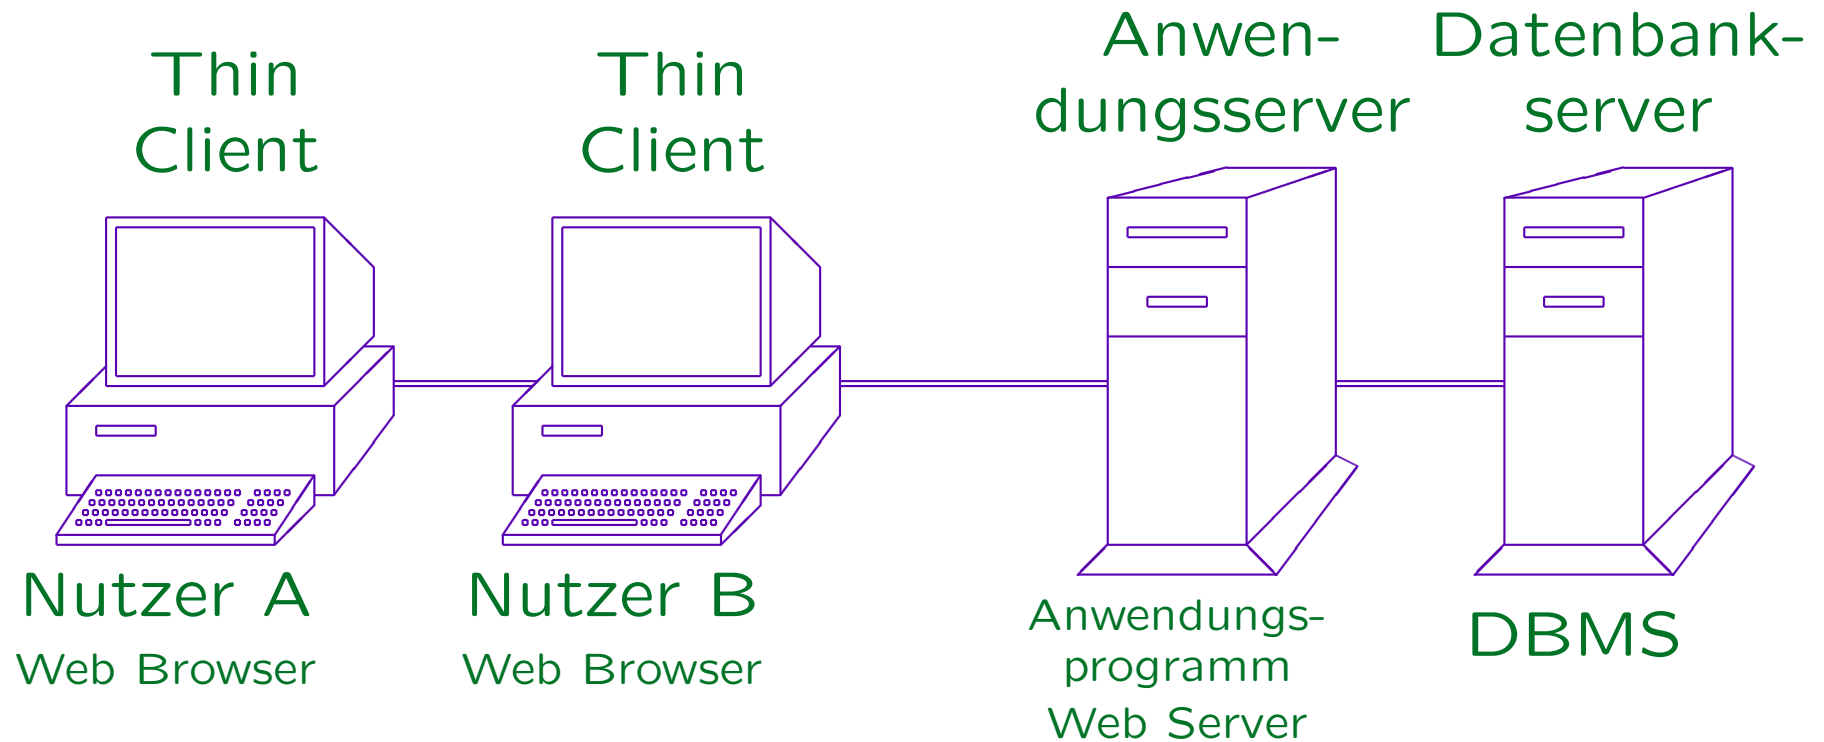 Thin
Client
Thin
Client
Anwen-
dungsserver
Datenbank-
server
Nutzer A
Web Browser
Nutzer B
Web Browser
Anwendungs-
programm
Web Server
DBMS